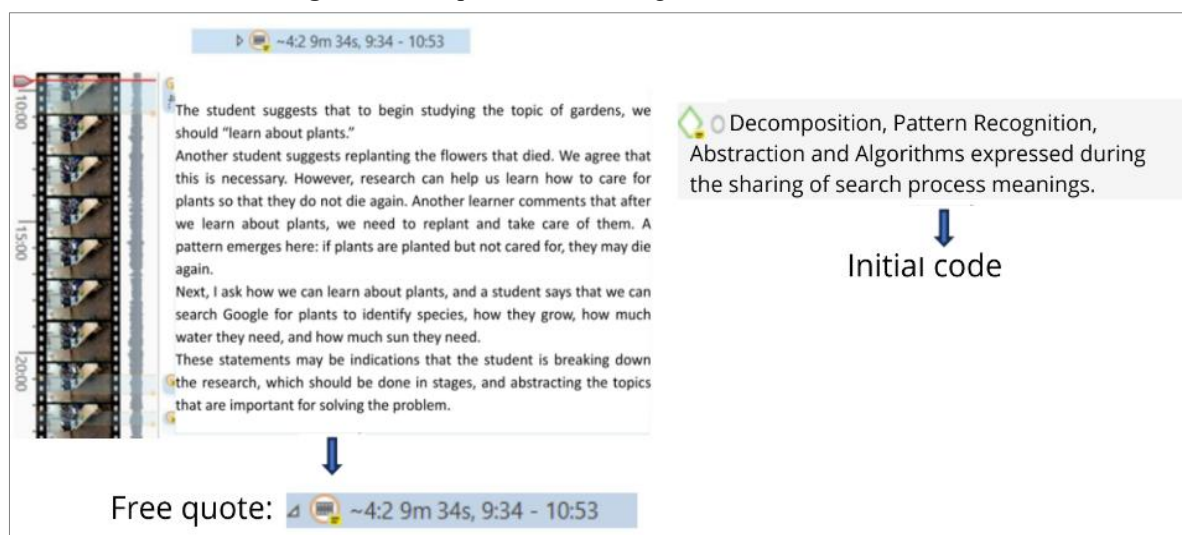 ~4:2 9m 34s, 9:34 - 10:53
10:00
15:00
20:00
The student suggests that to begin studying the topic of gardens, we
should “learn about plants.”
Another student suggests replanting the flowers that died. We agree that
this is necessary. However, research can help us learn how to care for
plants so that they do not die again. Another learner comments that after
we learn about plants, we need to replant and take care of them. A
pattern emerges here: if plants are planted but not cared for, they may die
again.
Next, I ask how we can learn about plants, and a student says that we can
search Google for plants to identify species, how they grow, how much
water they need, and how much sun they need.
These statements may be indications that the student is breaking down
the research, which should be done in stages, and abstracting the topics
that are important for solving the problem.
Decomposition, Pattern Recognition,
Abstraction and Algorithms expressed during
the sharing of search process meanings.
Initial code
Free quote: ~4:2 9m 34s, 9:34 - 10:53